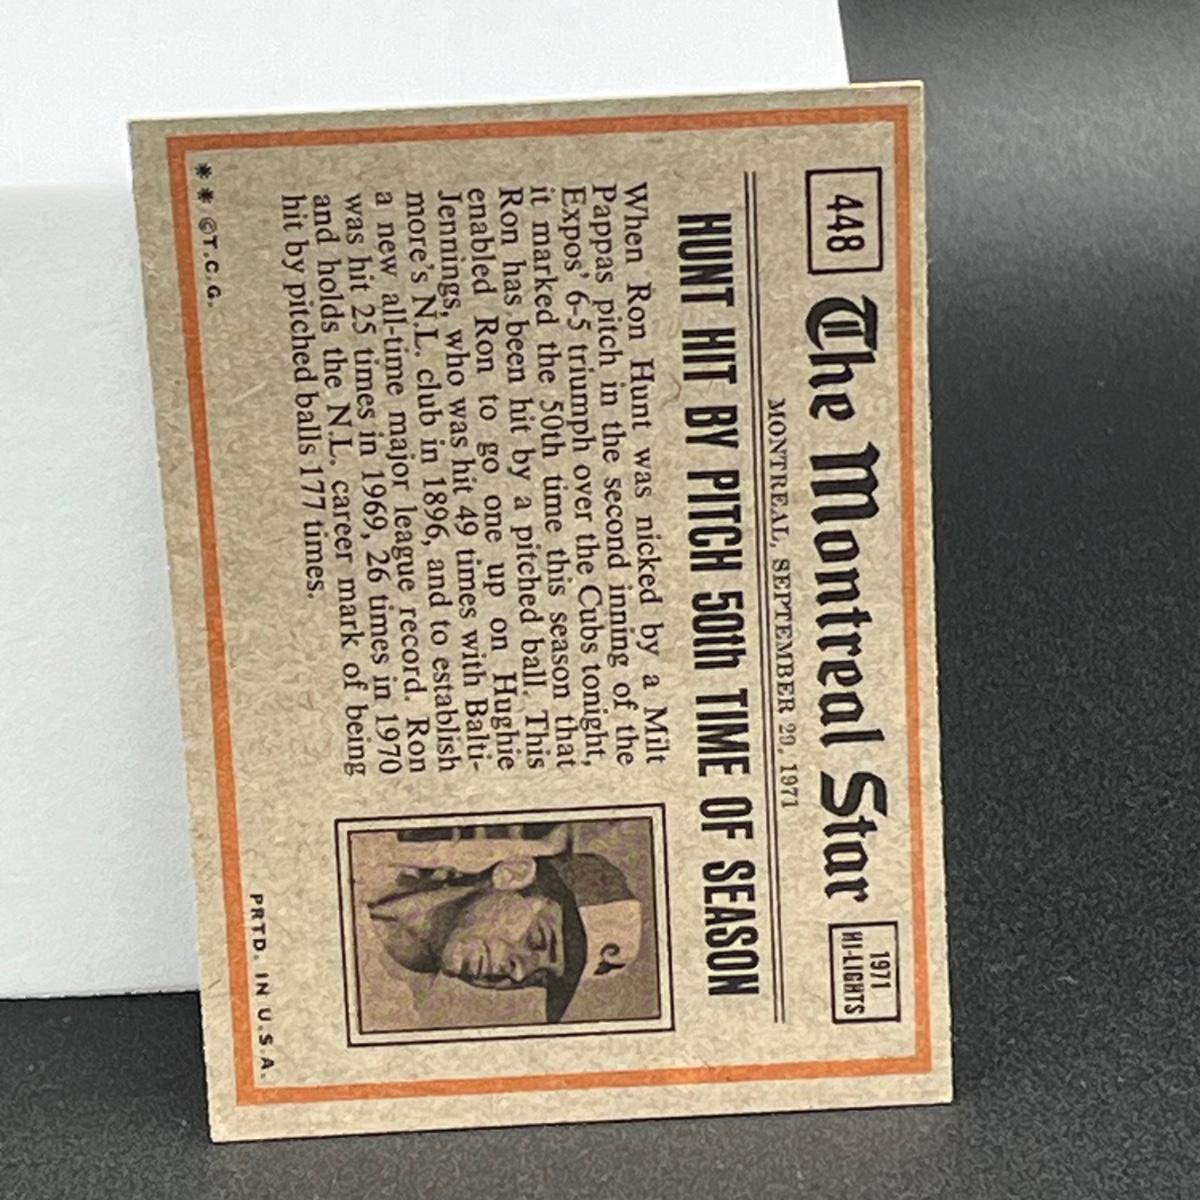 448 The Montreal Star 1971 HI-LIGHTS
MONTREAL, SEPTEMBER 29, 1971
HUNT HIT BY PITCH 50th TIME OF SEASON
When Ron Hunt was nicked by a Milt
Pappas pitch in the second inning of the
Expos' 6-5 triumph over the Cubs tonight,
it marked the 50th time this season that
Ron has been hit by a pitched ball. This
enabled Ron to go one up on Hughie
Jennings, who was hit 49 times with Balti-
more's N.L. club in 1896, and to establish
a new all-time major league record. Ron
was hit 25 times in 1969, 26 times in 1970
and holds the N.L. career mark of being
hit by pitched balls 177 times.
** ©T.C.G.
PRTD. IN U.S.A.